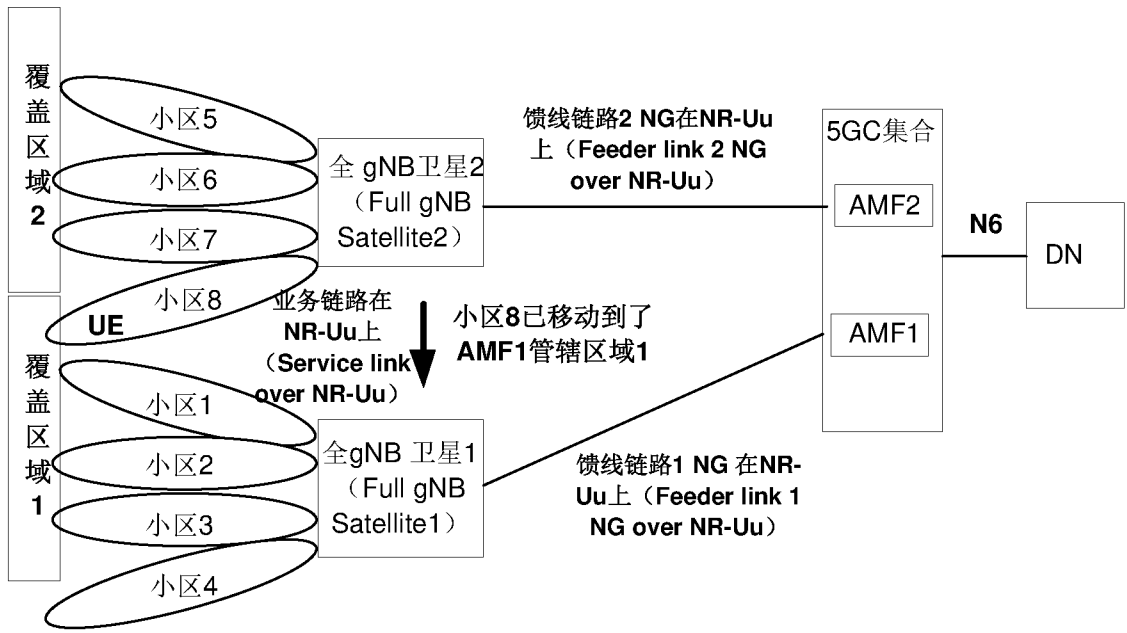 覆盖区域2
小区5
小区6
小区7
小区8
UE
全 gNB卫星2
（Full gNB
Satellite2）
馈线链路2 NG在NR-Uu
上（Feeder link 2 NG
over NR-Uu）
5GC集合
AMF2
AMF1
N6
DN
业务链路在
NR-Uu上
（Service link
over NR-Uu）
小区8已移动到了
AMF1管辖区域1
覆盖区域1
小区1
小区2
小区3
小区4
全gNB 卫星1
（Full gNB
Satellite1）
馈线链路1 NG 在NR-
Uu上（Feeder link 1
NG over NR-Uu）